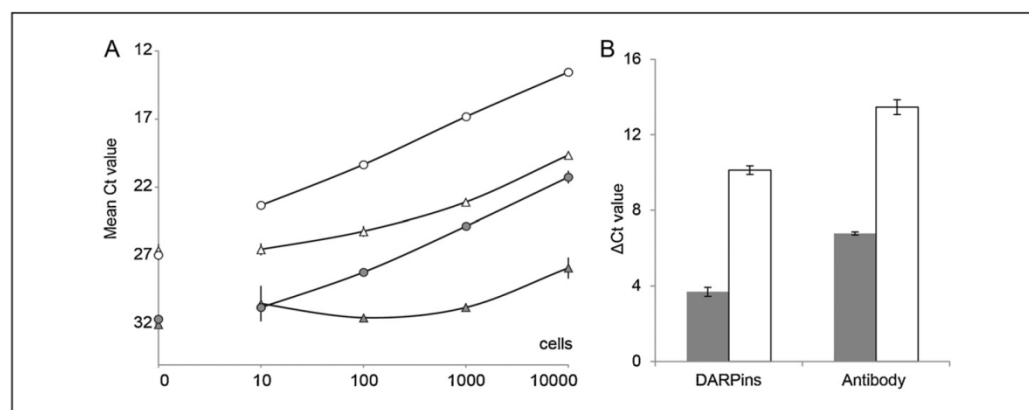 A
B
Mean Ct value
12
17
22
27
32
0
10
100
1000
10000
cells
ΔCt value
16
12
8
4
0
DARPins
Antibody